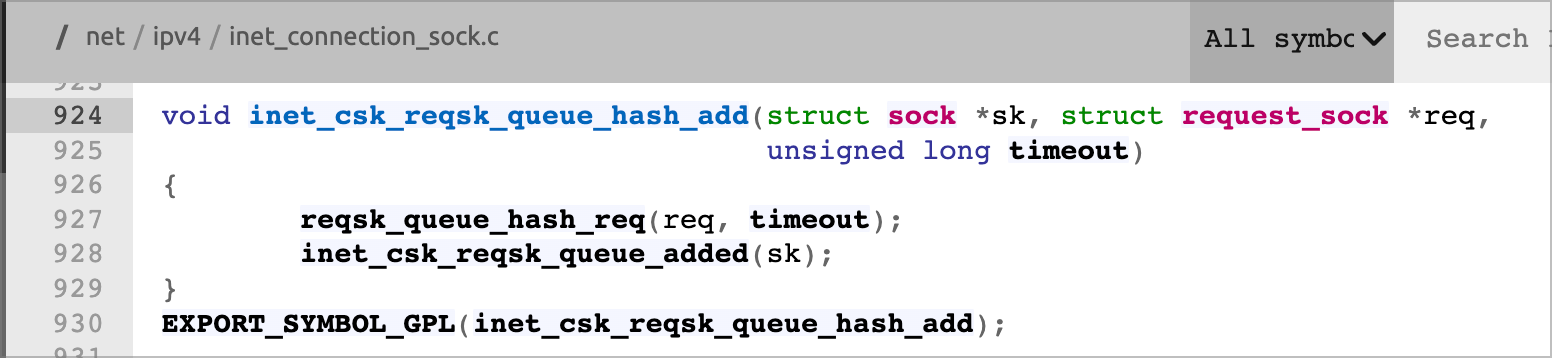 / net / ipv4 / inet_connection_sock.c All symbo Search
923
924 void inet_csk_reqsk_queue_hash_add(struct sock *sk, struct request_sock *req,
925 unsigned long timeout)
926 {
927 reqsk_queue_hash_req(req, timeout);
928 inet_csk_reqsk_queue_added(sk);
929 }
930 EXPORT_SYMBOL_GPL(inet_csk_reqsk_queue_hash_add);
931